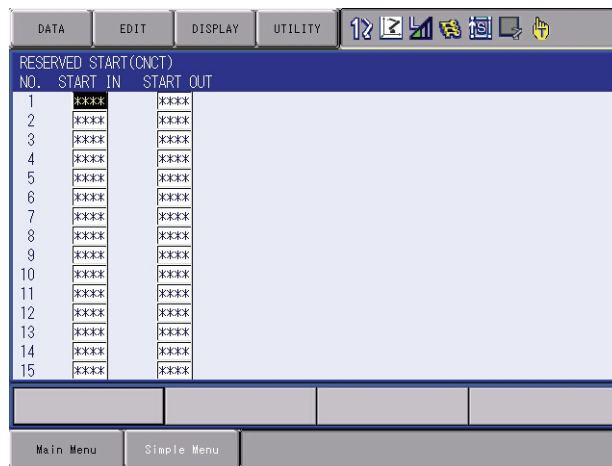 DATA EDIT DISPLAY UTILITY
RESERVED START(CNCT)
NO. START IN START OUT
1 **** ****
2 **** ****
3 **** ****
4 **** ****
5 **** ****
6 **** ****
7 **** ****
8 **** ****
9 **** ****
10 **** ****
11 **** ****
12 **** ****
13 **** ****
14 **** ****
15 **** ****
Main Menu Simple Menu